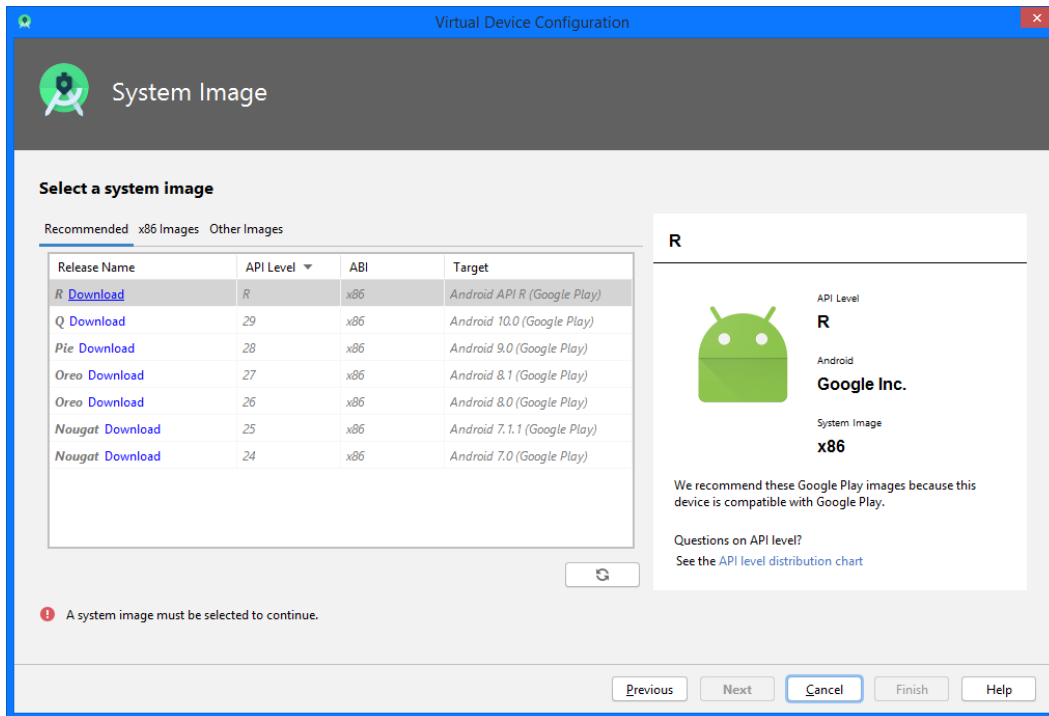 Virtual Device Configuration
System Image
Select a system image
Recommended x86 Images Other Images
Release Name API Level ABI Target
R Download R x86 Android API R (Google Play)
Q Download 29 x86 Android 10.0 (Google Play)
Pie Download 28 x86 Android 9.0 (Google Play)
Oreo Download 27 x86 Android 8.1 (Google Play)
Oreo Download 26 x86 Android 8.0 (Google Play)
Nougat Download 25 x86 Android 7.1.1 (Google Play)
Nougat Download 24 x86 Android 7.0 (Google Play)
R
API Level
R
Android
Google Inc.
System Image
x86
We recommend these Google Play images because this
device is compatible with Google Play.
Questions on API level?
See the API level distribution chart
A system image must be selected to continue.
Previous Next Cancel Finish Help